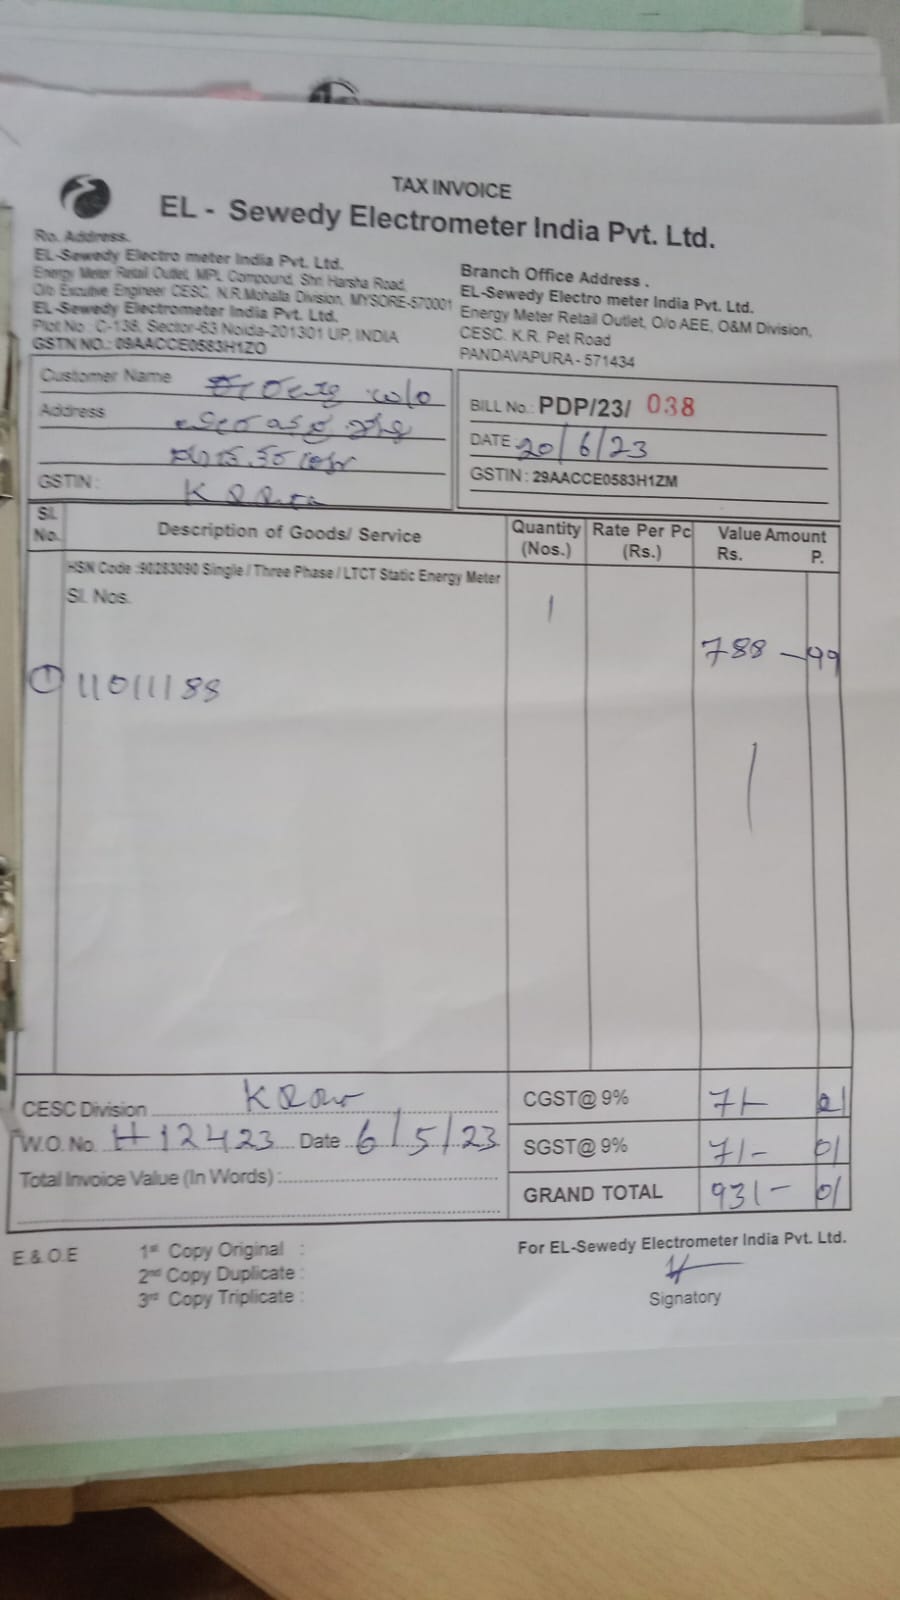 TAX INVOICE
EL - Sewedy Electrometer India Pvt. Ltd.
Ro. Address.
EL-Sewedy Electro meter India Pvt. Ltd.
Energy Meter Retail Outlet, MPL Compound, Shri Harsha Road,
O/o Excutive Engineer CESC, N.R.Mohalla Division, MYSORE-570001
EL-Sewedy Electrometer India Pvt. Ltd.
Plot No : C-138, Sector-63 Noida-201301 UP, INDIA
GSTN NO.: 09AACCE0583H1ZO
Branch Office Address .
EL-Sewedy Electro meter India Pvt. Ltd.
Energy Meter Retail Outlet, O/o AEE, O&M Division,
CESC. K.R. Pet Road
PANDAVAPURA - 571434
Customer Name w/o
Address
GSTIN :
BILL No.: PDP/23/ 038
DATE 20/6/23
GSTIN : 29AACCE0583H1ZM
Sl. No. Description of Goods/ Service Quantity (Nos.) Rate Per Pc (Rs.) Value Amount Rs. P.
HSN Code :90283090 Single / Three Phase / LTCT Static Energy Meter
Sl. Nos. 1
788 - 99
① 11011188
CESC Division
CGST@ 9% 71-
W.O. No. H12423 Date 6/5/23
SGST@ 9% 71- 01
Total Invoice Value (In Words) :
GRAND TOTAL 931- 01
E & O.E
1st Copy Original :
2nd Copy Duplicate :
3rd Copy Triplicate :
For EL-Sewedy Electrometer India Pvt. Ltd.
Signatory